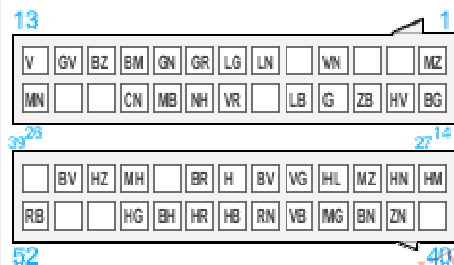 13 1
V GV BZ BM GN GR LG LN WN MZ
MN CN MB NH VR LB G ZB HV BG
39 26 27 14
BV HZ MH BR H BV VG HL MZ HN HM
RB HG BH HR HB RN VB MG BN ZN
52 40